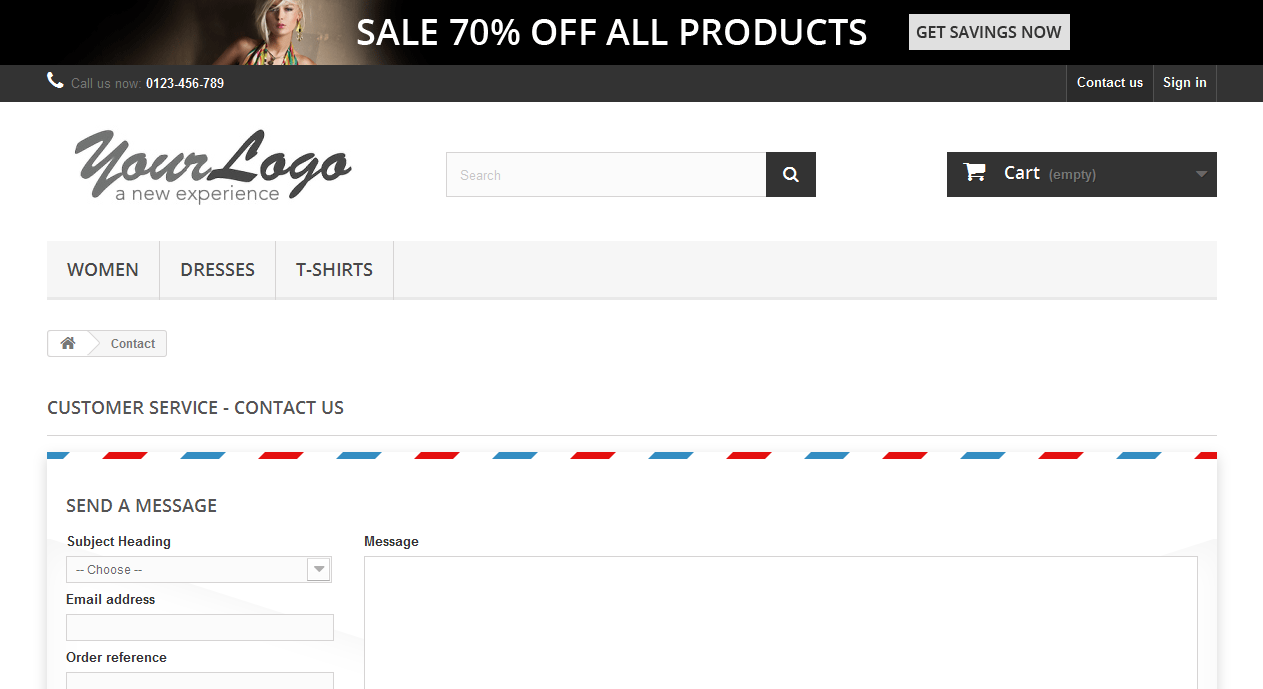 SALE 70% OFF ALL PRODUCTS GET SAVINGS NOW
Call us now: 0123-456-789 Contact us Sign in
YourLogo
a new experience
Search
Cart (empty)
WOMEN DRESSES T-SHIRTS
Contact
CUSTOMER SERVICE - CONTACT US
SEND A MESSAGE
Subject Heading
-- Choose --
Email address
Order reference
Message